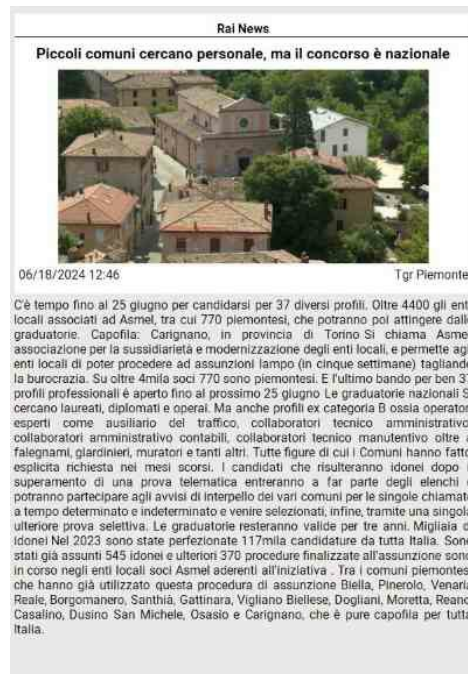 Rai News
Piccoli comuni cercano personale, ma il concorso è nazionale
06/18/2024 12:46 Tgr Piemonte
C'è tempo fino al 25 giugno per candidarsi per 37 diversi profili. Oltre 4400 gli enti
locali associati ad Asmel, tra cui 770 piemontesi, che potranno poi attingere dalle
graduatorie. Capofila: Carignano, in provincia di Torino Si chiama Asmel
associazione per la sussidiarietà e modernizzazione degli enti locali, e permette agli
enti locali di poter procedere ad assunzioni lampo (in cinque settimane) tagliando
la burocrazia. Su oltre 4mila soci 770 sono piemontesi. E l'ultimo bando per ben 37
profili professionali è aperto fino al prossimo 25 giugno Le graduatorie nazionali Si
cercano laureati, diplomati e operai. Ma anche profili ex categoria B ossia operatori
esperti come ausiliario del traffico, collaboratori tecnico amministrativo,
collaboratori amministrativo contabili, collaboratori tecnico manutentivo oltre a
falegnami, giardinieri, muratori e tanti altri. Tutte figure di cui i Comuni hanno fatto
esplicita richiesta nei mesi scorsi. I candidati che risulteranno idonei dopo il
superamento di una prova telematica entreranno a far parte degli elenchi e
potranno partecipare agli avvisi di interpello dei vari comuni per le singole chiamate
a tempo determinato e indeterminato e venire selezionati, infine, tramite una singola
ulteriore prova selettiva. Le graduatorie resteranno valide per tre anni. Migliaia di
idonei Nel 2023 sono state perfezionate 117mila candidature da tutta Italia. Sono
stati già assunti 545 idonei e ulteriori 370 procedure finalizzate all'assunzione sono
in corso negli enti locali soci Asmel aderenti all'iniziativa . Tra i comuni piemontesi
che hanno già utilizzato questa procedura di assunzione Biella, Pinerolo, Venaria
Reale, Borgomanero, Santhià, Gattinara, Vigliano Biellese, Dogliani, Moretta, Reano,
Casalino, Dusino San Michele, Osasio e Carignano, che è pure capofila per tutta
Italia.